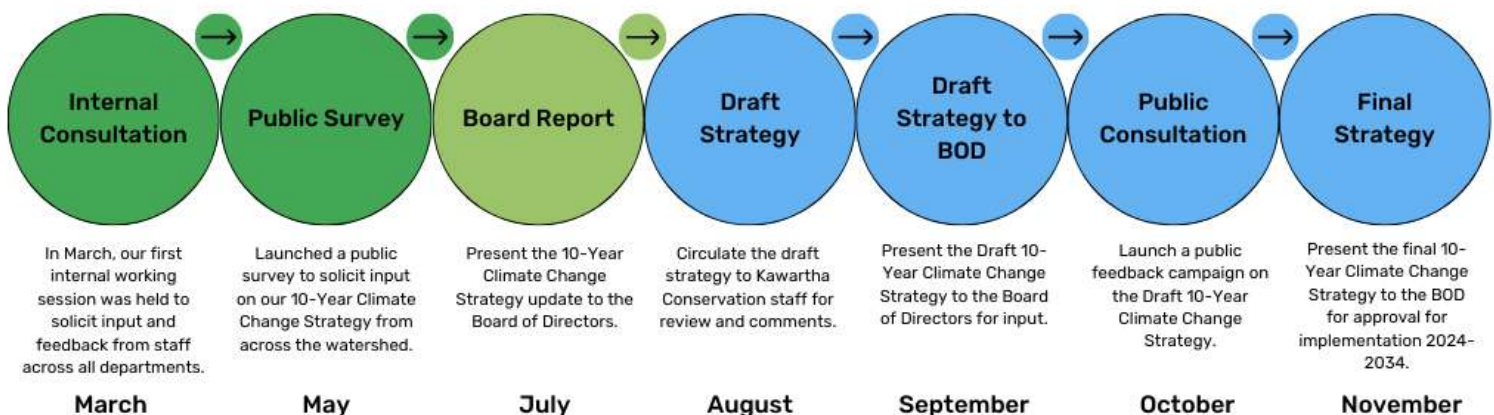 Internal
Consultation
Public Survey
Board Report
Draft
Strategy
Draft
Strategy to
BOD
Public
Consultation
Final
Strategy
In March, our first
internal working
session was held to
solicit input and
feedback from staff
across all departments.
Launched a public
survey to solicit input
on our 10-Year Climate
Change Strategy from
across the watershed.
Present the 10-Year
Climate Change
Strategy update to the
Board of Directors.
Circulate the draft
strategy to Kawartha
Conservation staff for
review and comments.
Present the Draft 10-
Year Climate Change
Strategy to the Board
of Directors for input.
Launch a public
feedback campaign on
the Draft 10-Year
Climate Change
Strategy.
Present the final 10-
Year Climate Change
Strategy to the BOD
for approval for
implementation 2024-
2034.
March
May
July
August
September
October
November